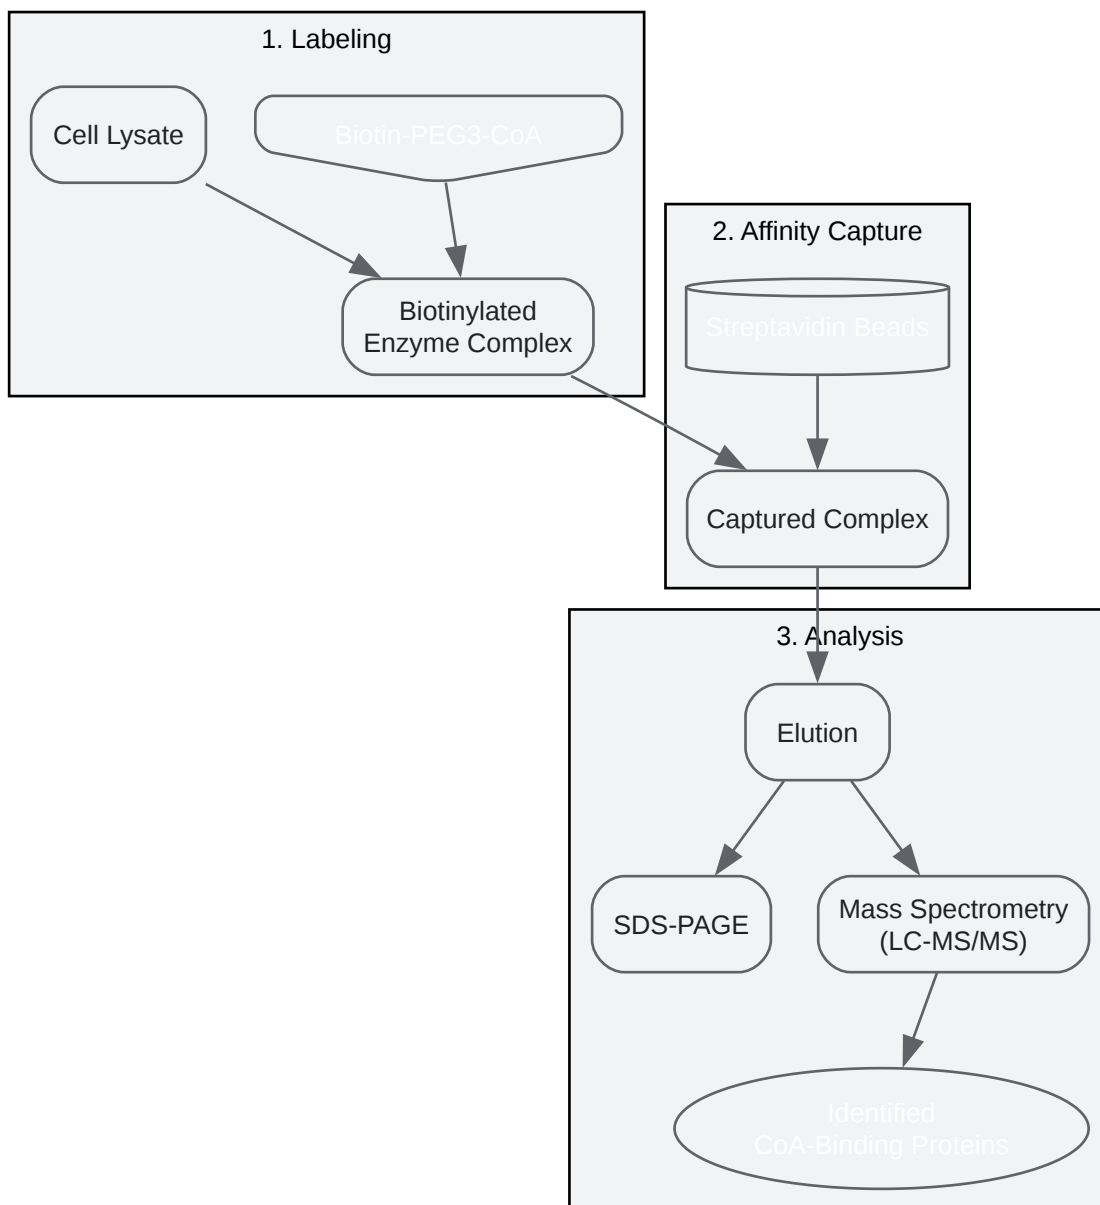 1. Labeling
Cell Lysate
Biotin-PEG3-CoA
Biotinylated
Enzyme Complex
2. Affinity Capture
Streptavidin Beads
Captured Complex
3. Analysis
Elution
SDS-PAGE
Mass Spectrometry
(LC-MS/MS)
Identified
CoA-Binding Proteins